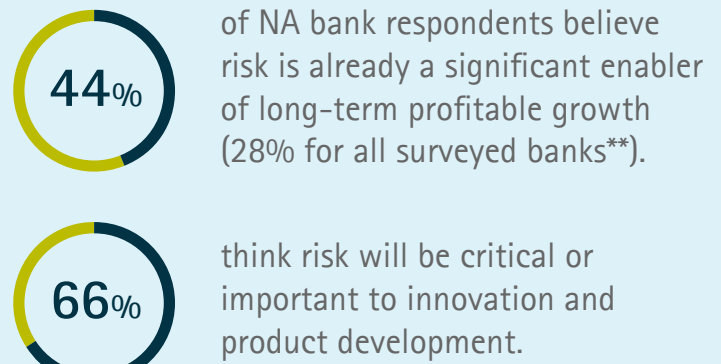 44%
of NA bank respondents believe
risk is already a significant enabler
of long-term profitable growth
(28% for all surveyed banks**).
66%
think risk will be critical or
important to innovation and
product development.